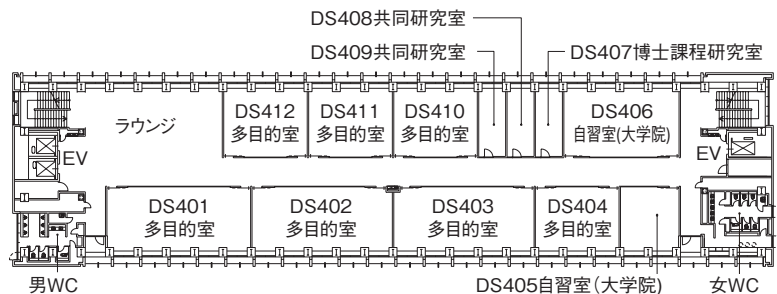 DS408共同研究室
DS409共同研究室
DS407博士課程研究室
ラウンジ
DS412
多目的室
DS411
多目的室
DS410
多目的室
DS406
自習室(大学院)
EV
EV
DS401
多目的室
DS402
多目的室
DS403
多目的室
DS404
多目的室
男WC
DS405自習室(大学院)
女WC